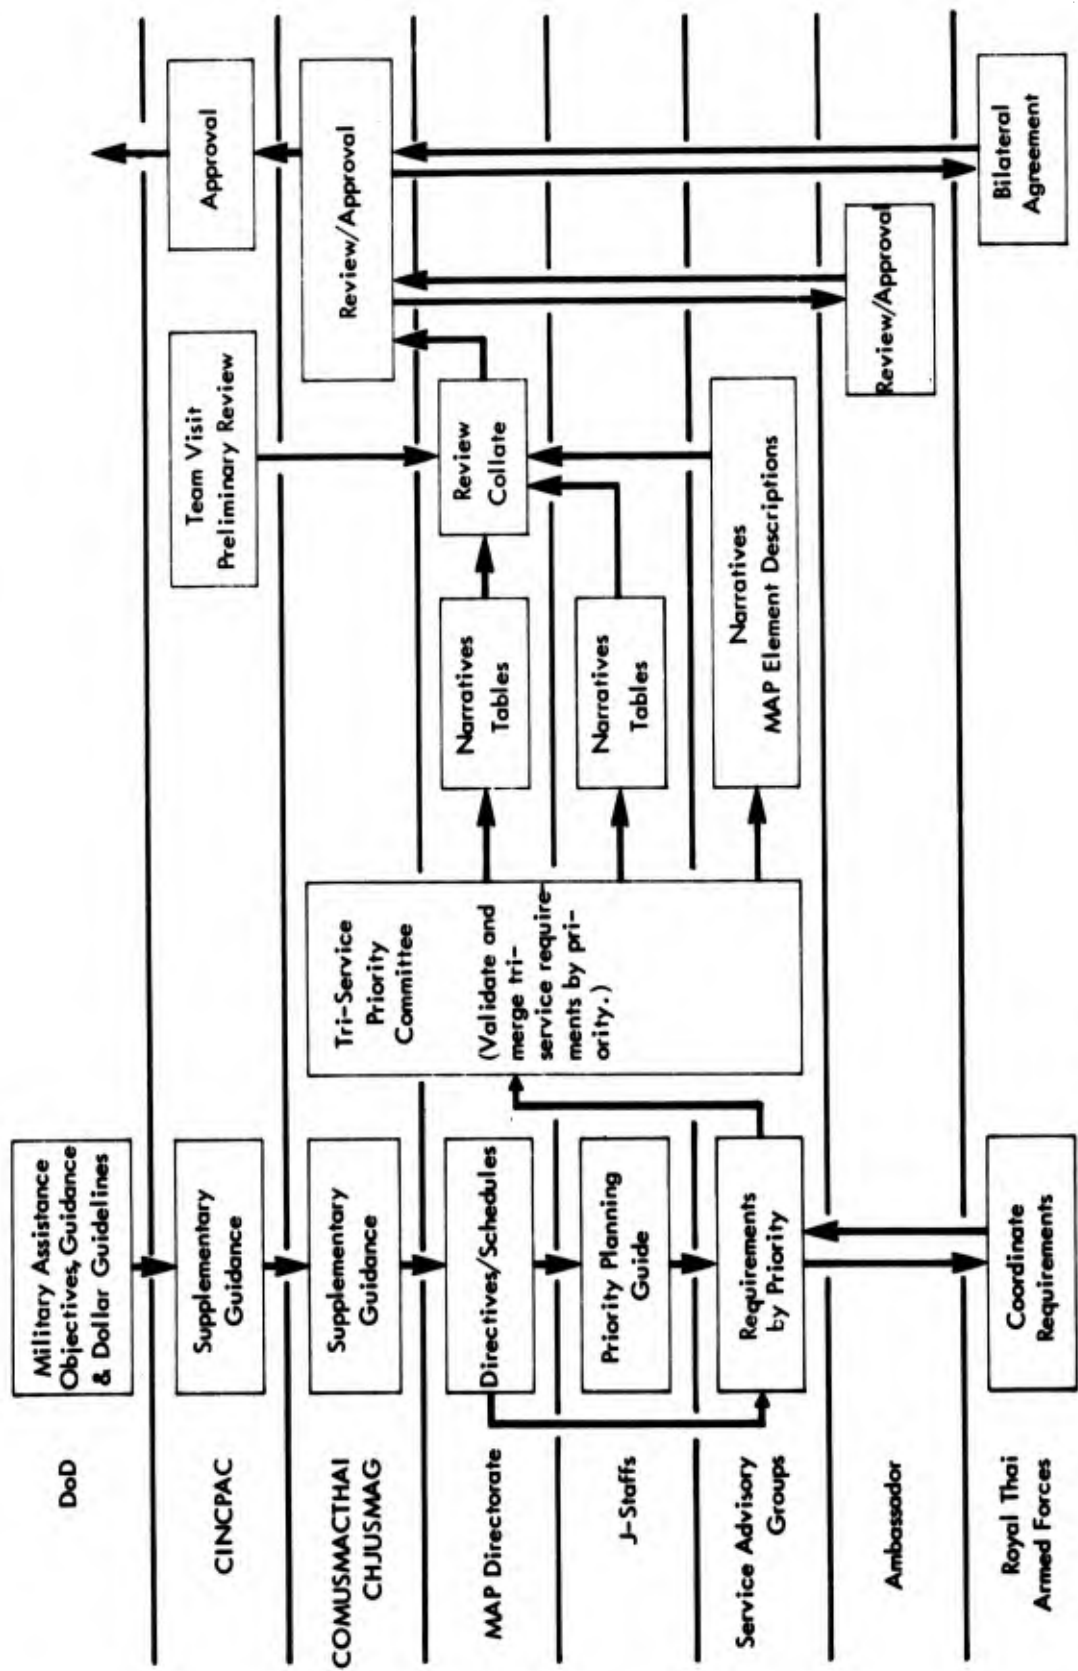 DoD
Military Assistance
Objectives, Guidance
& Dollar Guidelines
CINCPAC
Supplementary
Guidance
Team Visit
Preliminary Review
Approval
COMUSMACTHAI
CHJUSMAG
Supplementary
Guidance
Tri-Service
Priority
Committee
(Validate and
merge tri-
service require-
ments by pri-
ority.)
Review/Approval
MAP Directorate
Directives/Schedules
Narratives
Tables
Review
Collate
J-Staffs
Priority Planning
Guide
Narratives
Tables
Service Advisory
Groups
Requirements
by Priority
Narratives
MAP Element Descriptions
Ambassador
Review/Approval
Royal Thai
Armed Forces
Coordinate
Requirements
Bilateral
Agreement